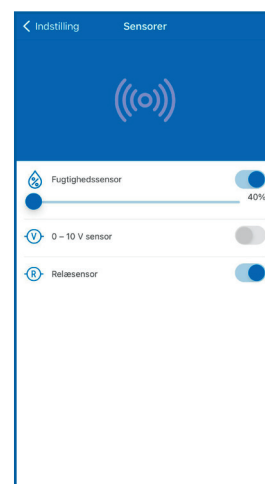 Indstilling
Sensorer
Fugtighedssensor
40%
V
0 – 10 V sensor
R
Relæsensor